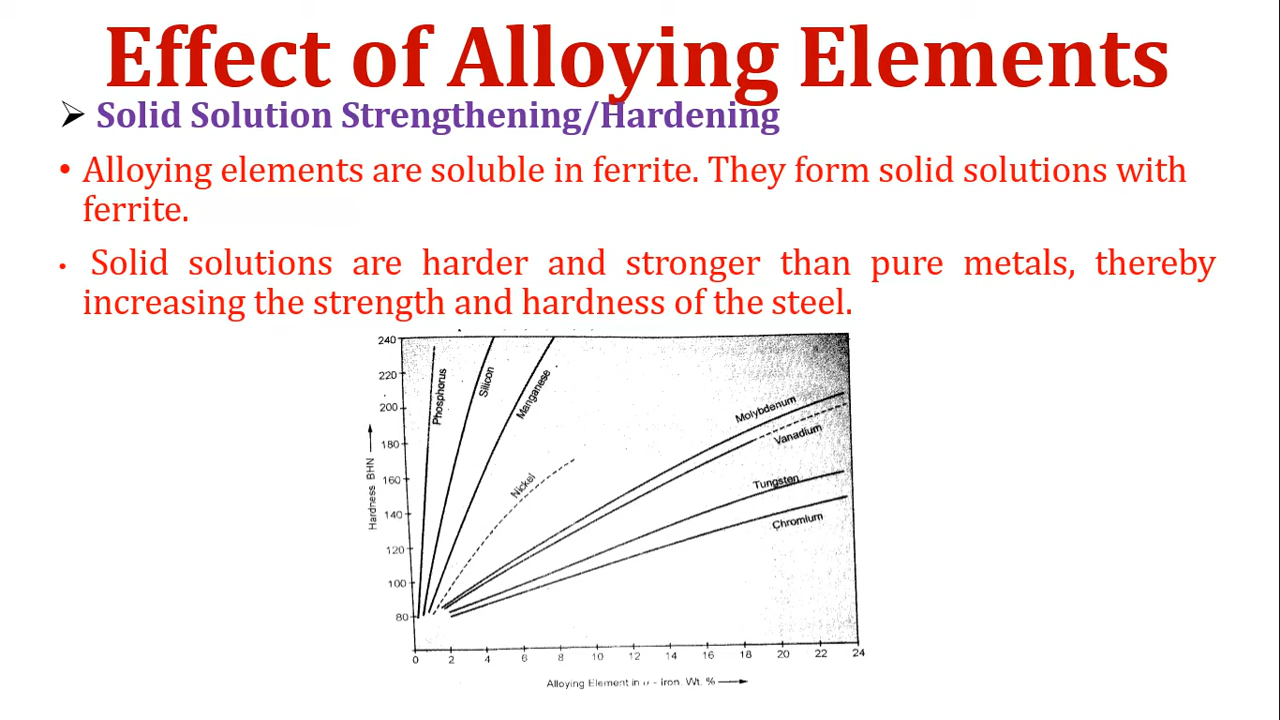 Effect of Alloying Elements
➢ Solid Solution Strengthening/Hardening
• Alloying elements are soluble in ferrite. They form solid solutions with
ferrite.
• Solid solutions are harder and stronger than pure metals, thereby
increasing the strength and hardness of the steel.
240
220
200
180
160
140
120
100
80
Hardness BHN
Phosphorus
Silicon
Manganese
Nickel
Molybdenum
Vanadium
Tungsten
Chromium
0 2 4 6 8 10 12 14 16 18 20 22 24
Alloying Element in α - iron. Wt. %